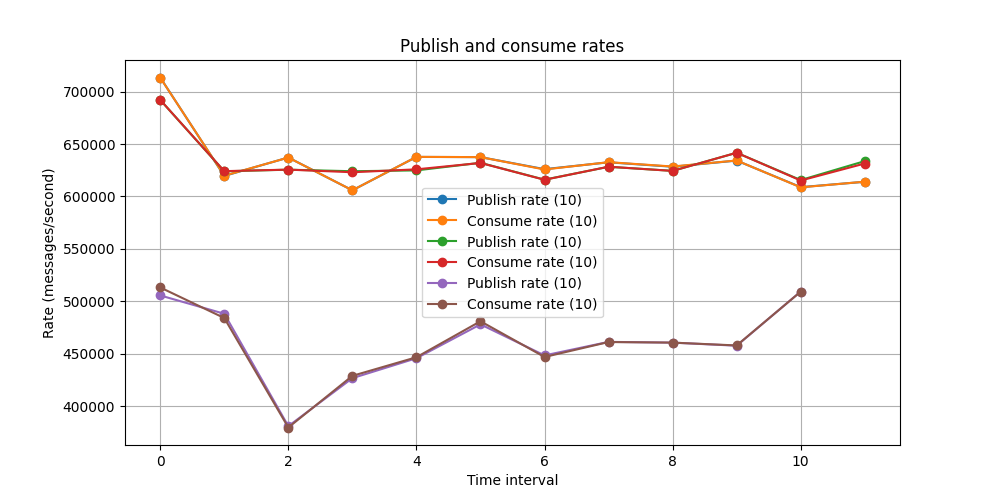 Publish and consume rates
Rate (messages/second)
700000
650000
600000
550000
500000
450000
400000
Publish rate (10)
Consume rate (10)
Publish rate (10)
Consume rate (10)
Publish rate (10)
Consume rate (10)
0 2 4 6 8 10
Time interval